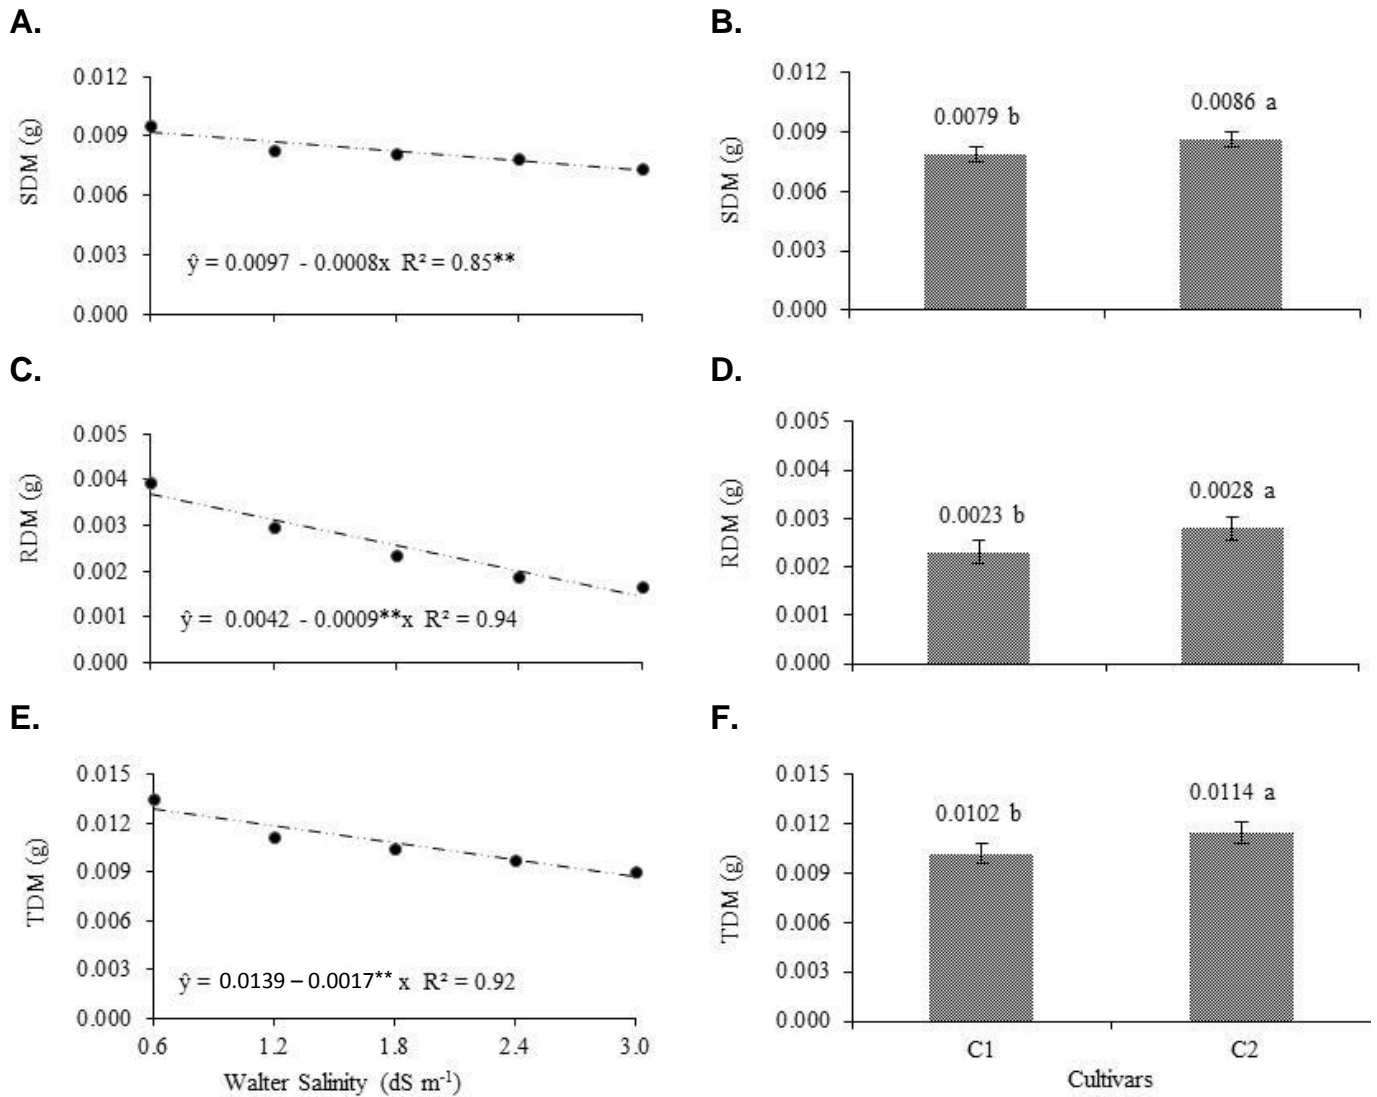 A.
0.012
0.009
0.006
0.003
0.000
SDM (g)
ŷ = 0.0097 - 0.0008x R² = 0.85**
B.
0.012
0.009
0.006
0.003
0.000
SDM (g)
0.0079 b
0.0086 a
C.
0.005
0.004
0.003
0.002
0.001
0.000
RDM (g)
ŷ = 0.0042 - 0.0009**x R² = 0.94
D.
0.005
0.004
0.003
0.002
0.001
0.000
RDM (g)
0.0023 b
0.0028 a
E.
0.015
0.012
0.009
0.006
0.003
0.000
TDM (g)
ŷ = 0.0139 – 0.0017** x R² = 0.92
0.6 1.2 1.8 2.4 3.0
Walter Salinity (dS m⁻¹)
F.
0.015
0.012
0.009
0.006
0.003
0.000
TDM (g)
0.0102 b
0.0114 a
C1 C2
Cultivars